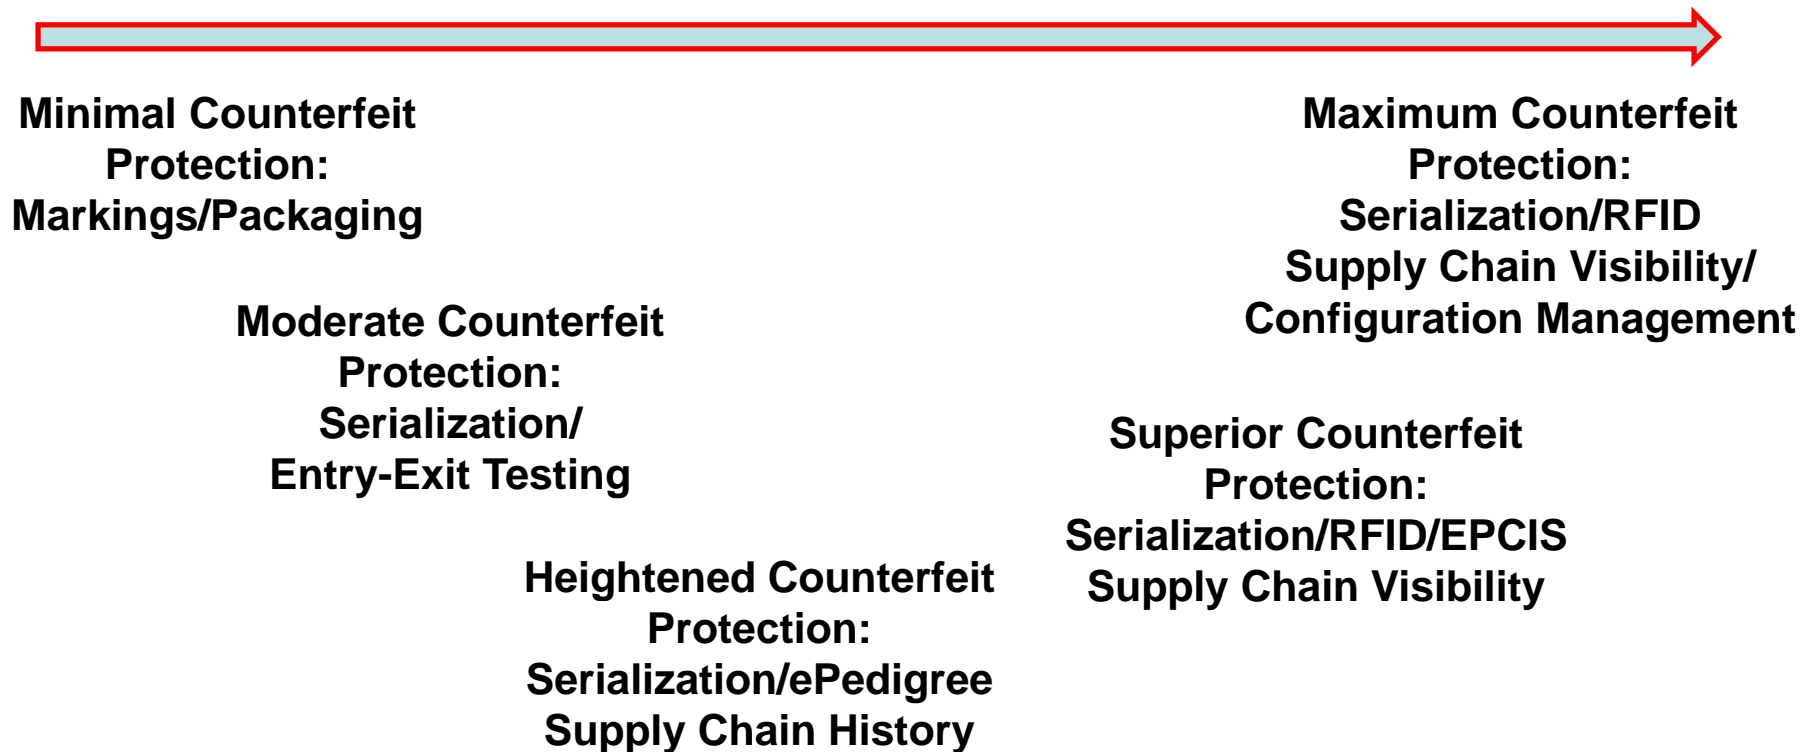 Minimal Counterfeit
Protection:
Markings/Packaging
Moderate Counterfeit
Protection:
Serialization/
Entry-Exit Testing
Heightened Counterfeit
Protection:
Serialization/ePedigree
Supply Chain History
Superior Counterfeit
Protection:
Serialization/RFID/EPCIS
Supply Chain Visibility
Maximum Counterfeit
Protection:
Serialization/RFID
Supply Chain Visibility/
Configuration Management